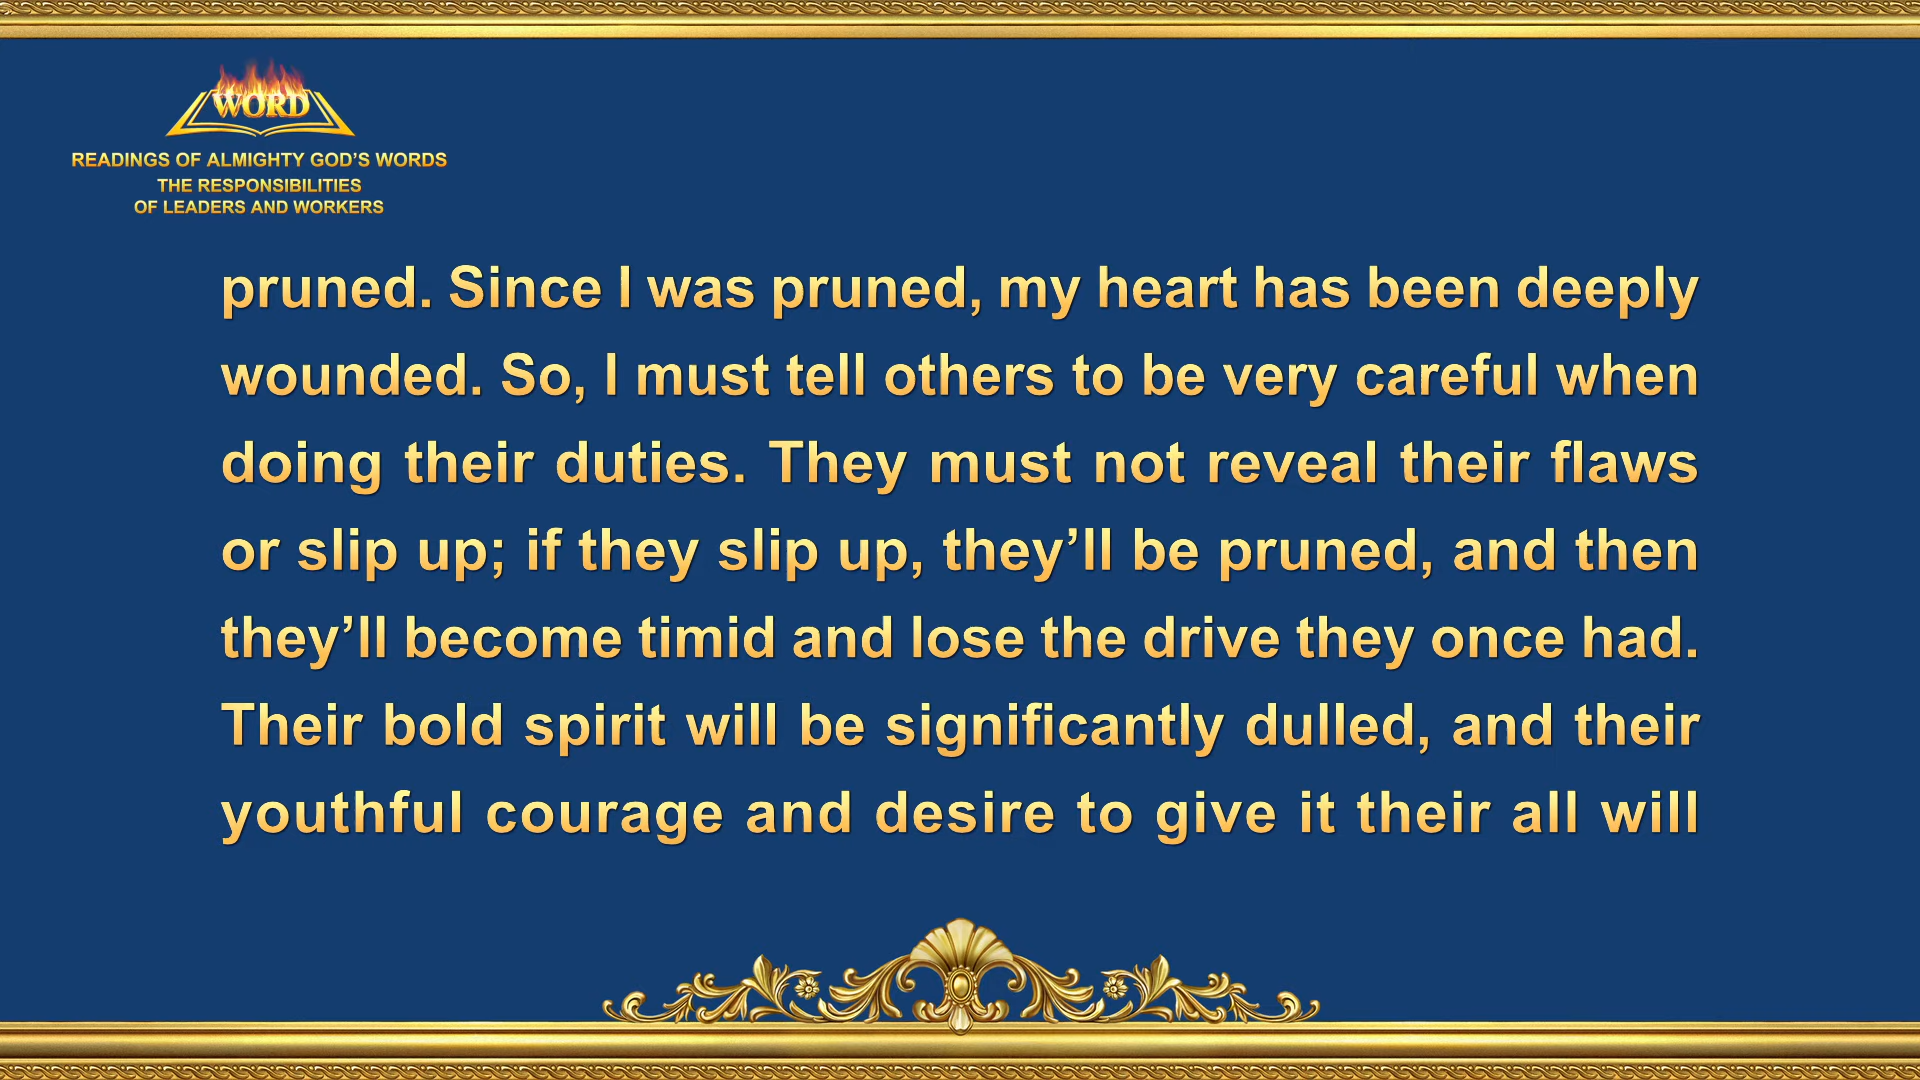 WORD
READINGS OF ALMIGHTY GOD’S WORDS
THE RESPONSIBILITIES
OF LEADERS AND WORKERS
pruned. Since I was pruned, my heart has been deeply
wounded. So, I must tell others to be very careful when
doing their duties. They must not reveal their flaws
or slip up; if they slip up, they’ll be pruned, and then
they’ll become timid and lose the drive they once had.
Their bold spirit will be significantly dulled, and their
youthful courage and desire to give it their all will